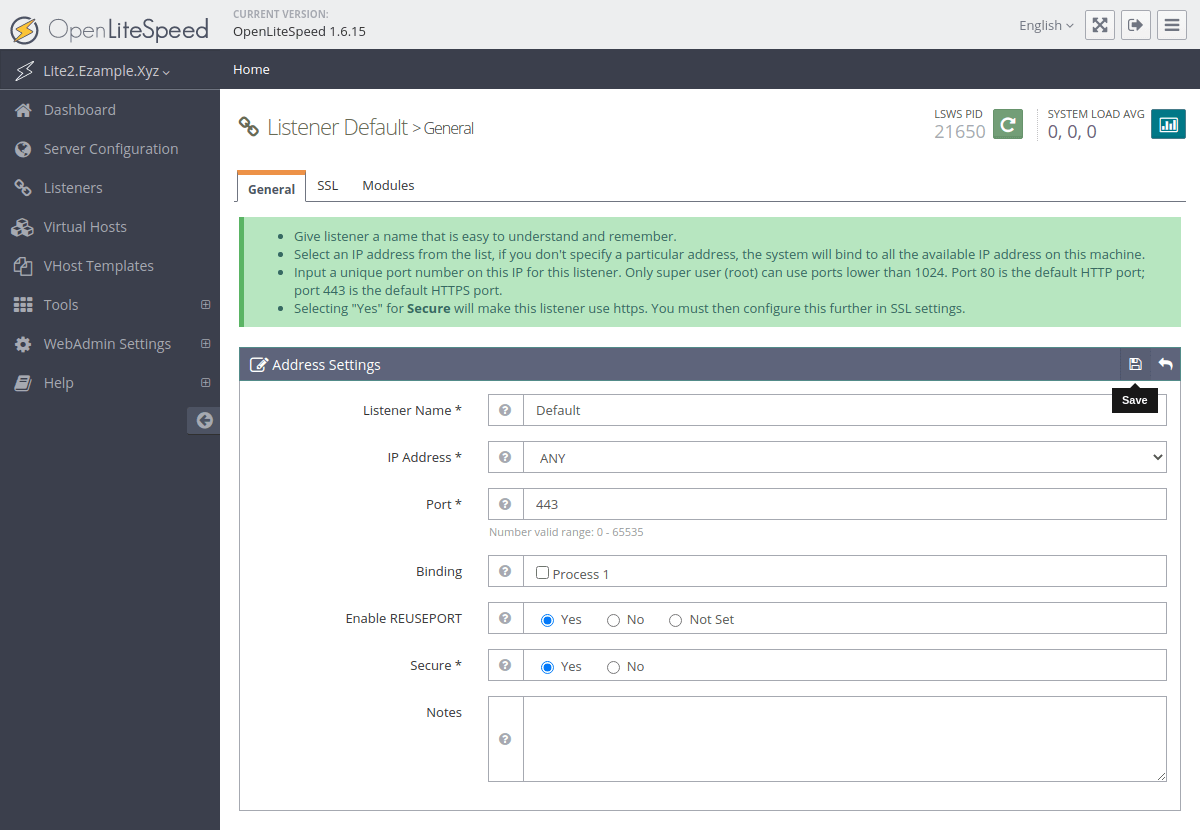 OpenLiteSpeed
CURRENT VERSION:
OpenLiteSpeed 1.6.15
English
Lite2.Ezample.Xyz
Home
Dashboard
Server Configuration
Listeners
Virtual Hosts
VHost Templates
Tools
WebAdmin Settings
Help
Listener Default > General
LSWS PID
21650
SYSTEM LOAD AVG
0, 0, 0
General
SSL
Modules
Give listener a name that is easy to understand and remember.
Select an IP address from the list, if you don't specify a particular address, the system will bind to all the available IP address on this machine.
Input a unique port number on this IP for this listener. Only super user (root) can use ports lower than 1024. Port 80 is the default HTTP port;
port 443 is the default HTTPS port.
Selecting "Yes" for Secure will make this listener use https. You must then configure this further in SSL settings.
Address Settings
Save
Listener Name *
Default
IP Address *
ANY
Port *
443
Number valid range: 0 - 65535
Binding
Process 1
Enable REUSEPORT
Yes
No
Not Set
Secure *
Yes
No
Notes